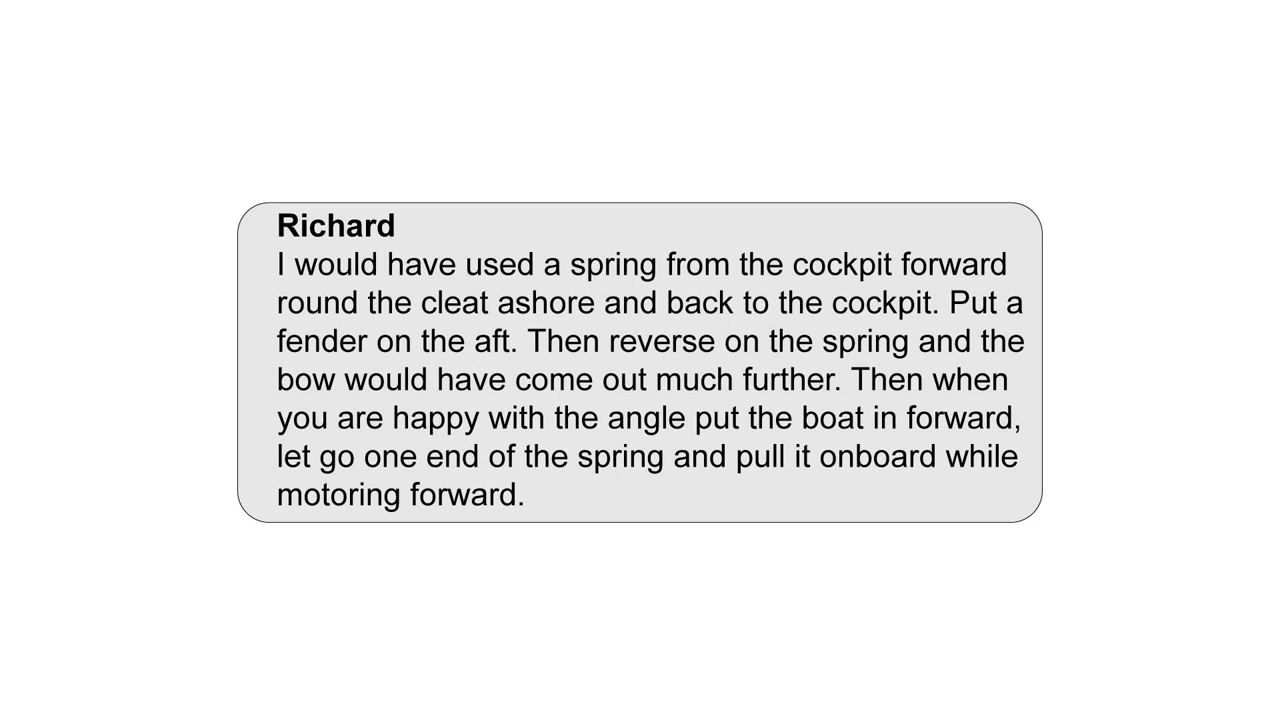 Richard
I would have used a spring from the cockpit forward
round the cleat ashore and back to the cockpit. Put a
fender on the aft. Then reverse on the spring and the
bow would have come out much further. Then when
you are happy with the angle put the boat in forward,
let go one end of the spring and pull it onboard while
motoring forward.